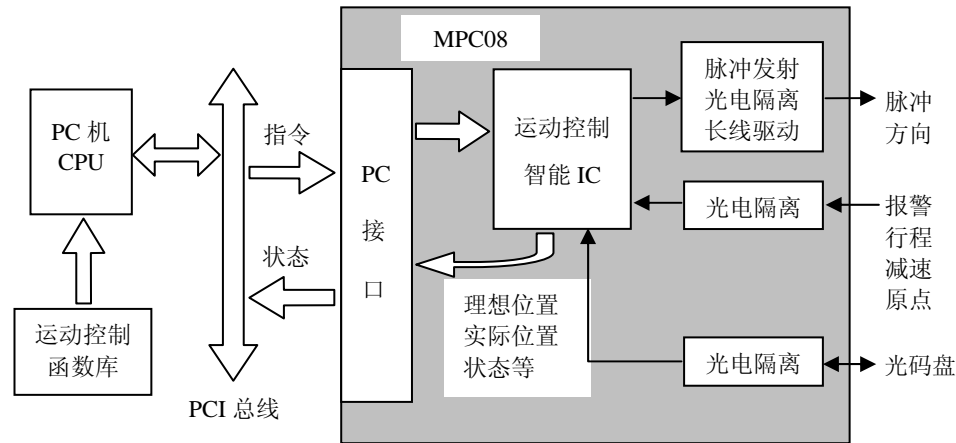 MPC08
PC 机
CPU
运动控制
函数库
PCI 总线
指令
状态
PC
接
口
运动控制
智能 IC
理想位置
实际位置
状态等
脉冲发射
光电隔离
长线驱动
光电隔离
光电隔离
脉冲
方向
报警
行程
减速
原点
光码盘